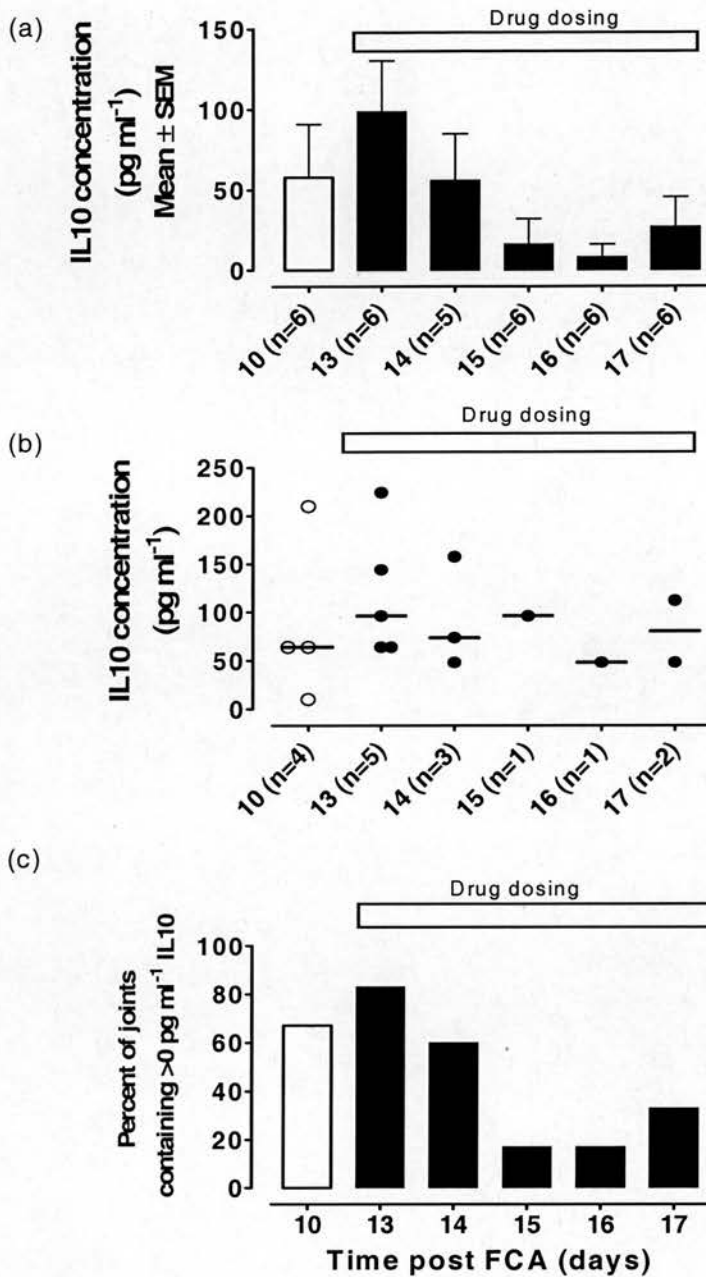 (a)
Drug dosing
IL10 concentration
(pg ml⁻¹)
Mean ± SEM
150
100
50
0
10 (n=6)
13 (n=6)
14 (n=5)
15 (n=6)
16 (n=6)
17 (n=6)
(b)
Drug dosing
IL10 concentration
(pg ml⁻¹)
250
200
150
100
50
0
10 (n=4)
13 (n=5)
14 (n=3)
15 (n=1)
16 (n=1)
17 (n=2)
(c)
Drug dosing
Percent of joints
containing >0 pg ml⁻¹ IL10
100
80
60
40
20
0
10
13
14
15
16
17
Time post FCA (days)